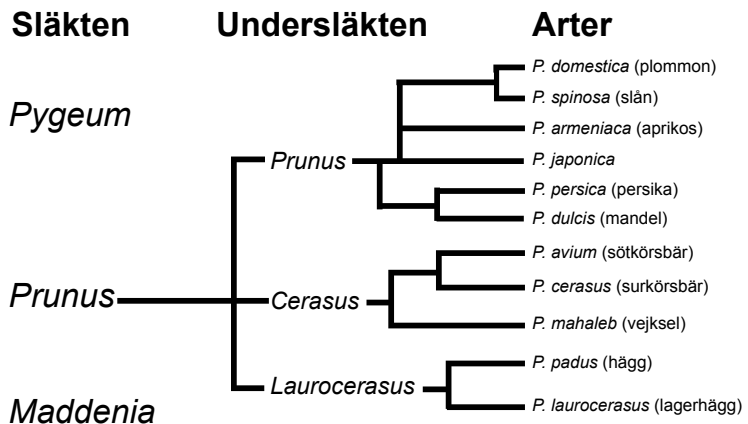 Släkten Undersläkten Arter
P. domestica (plommon)
P. spinosa (slån)
Pygeum
P. armeniaca (aprikos)
Prunus P. japonica
P. persica (persika)
P. dulcis (mandel)
P. avium (sötkörsbär)
P. cerasus (surkörsbär)
Prunus Cerasus
P. mahaleb (vejksel)
P. padus (hägg)
Laurocerasus
P. laurocerasus (lagerhägg)
Maddenia